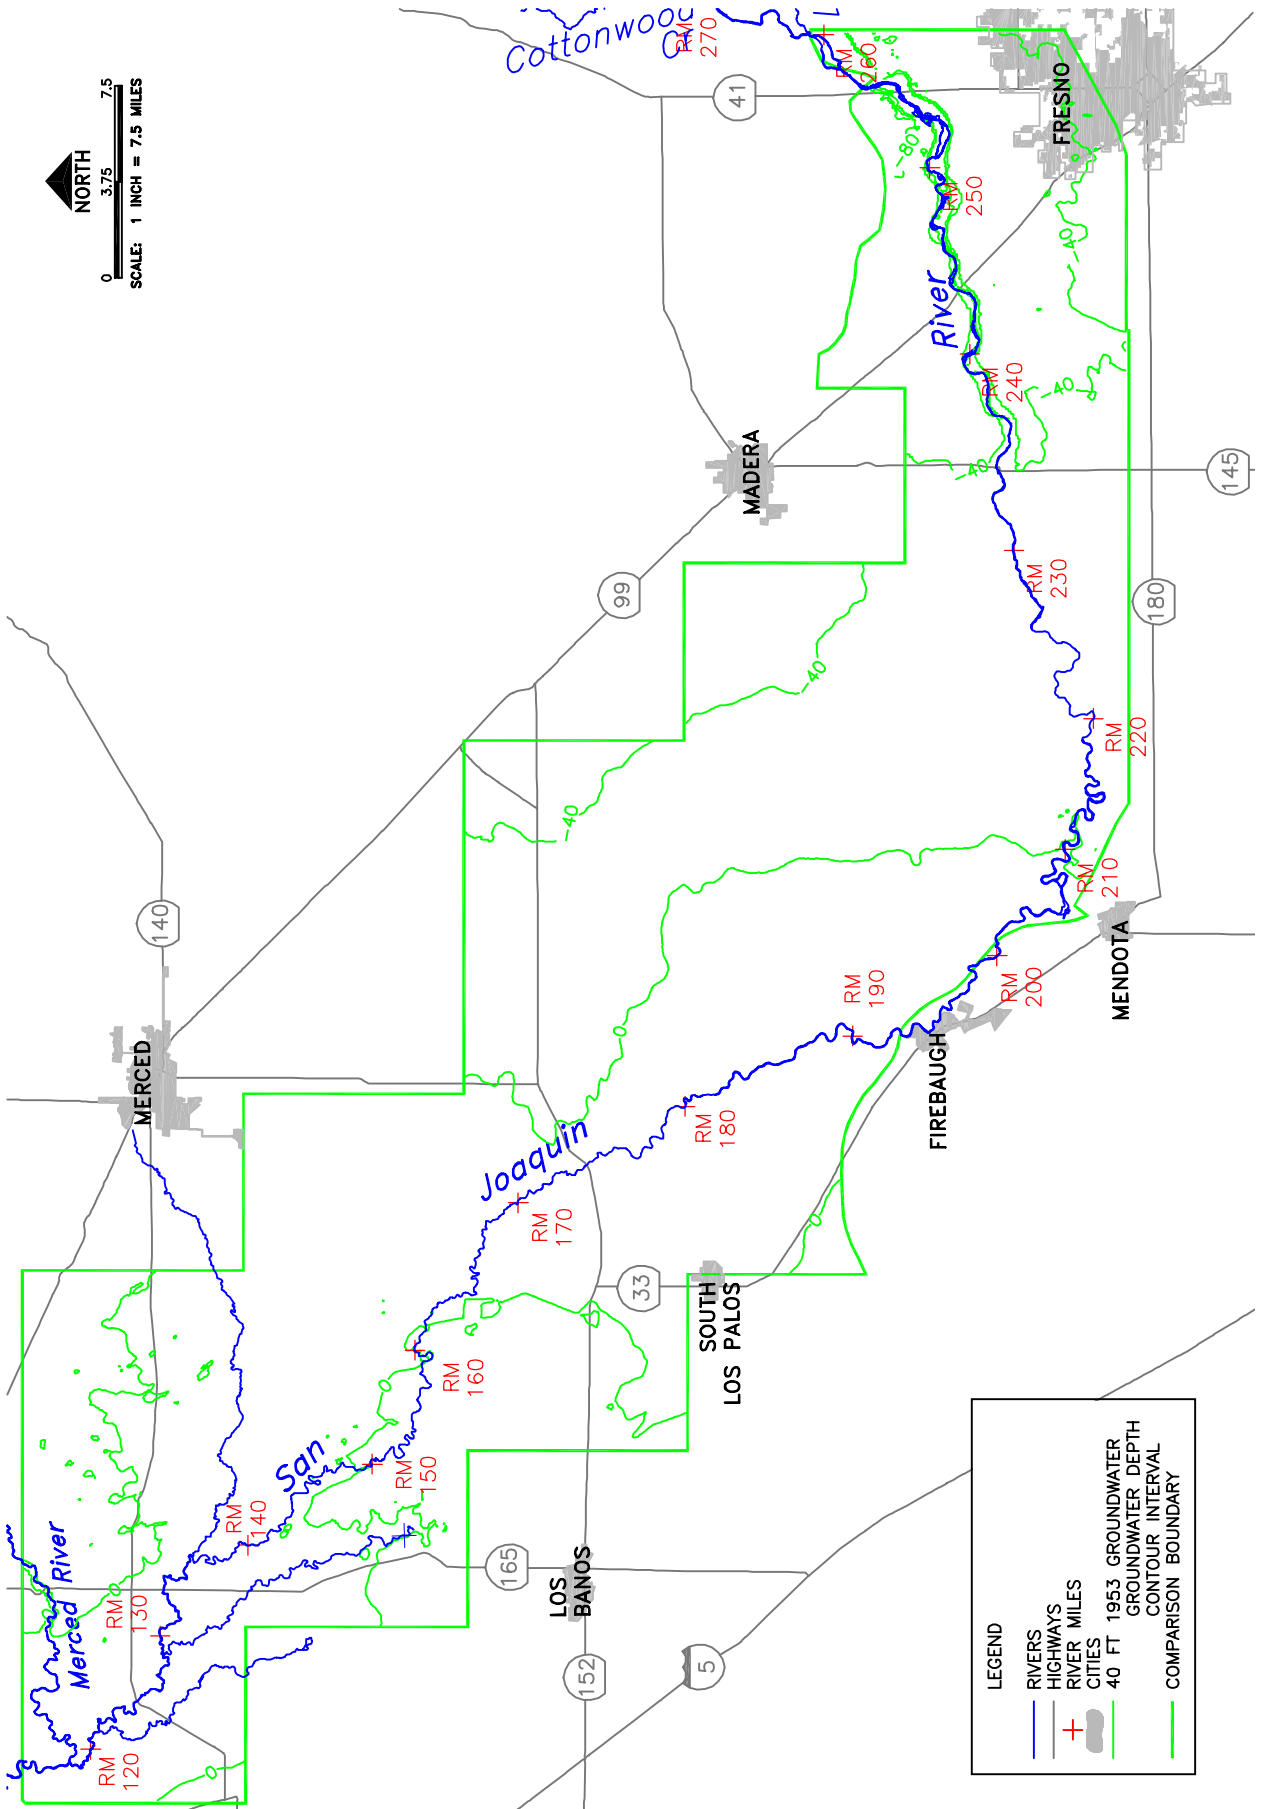 Cottonwood
Cr
RM
270
L
RM
260
41
FRESNO
7.5
3.75
0
NORTH
SCALE: 1 INCH = 7.5 MILES
-80
RM
250
-40
River
RM
240
-40
MADERA
-40
145
99
RM
230
180
-40
RM
220
-40
140
RM
210
MENDOTA
RM
200
RM
190
0
MERCED
FIREBAUGH
RM
180
Joaquin
RM
170
0
33
SOUTH
LOS PALOS
RM
160
0
San
RM
150
RM
140
165
LOS
BANOS
Merced River
0
RM
130
152
5
RM
120
0
LEGEND
RIVERS
HIGHWAYS
RIVER MILES
CITIES
40 FT 1953 GROUNDWATER
GROUNDWATER DEPTH
CONTOUR INTERVAL
COMPARISON BOUNDARY